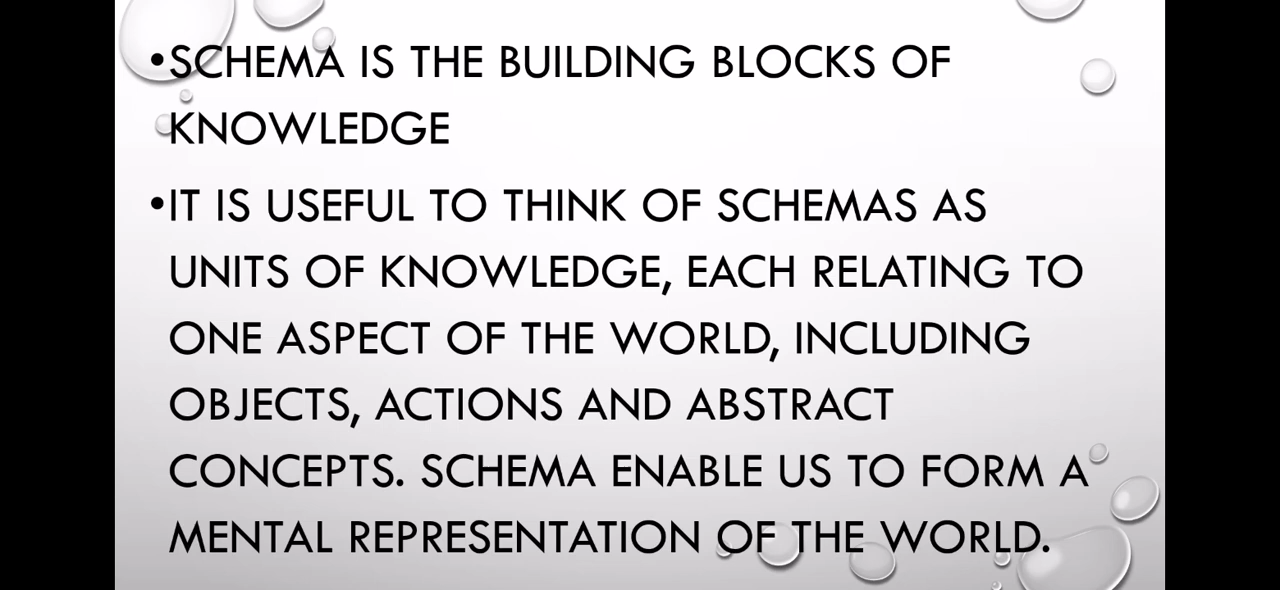 •SCHEMA IS THE BUILDING BLOCKS OF
KNOWLEDGE
•IT IS USEFUL TO THINK OF SCHEMAS AS
UNITS OF KNOWLEDGE, EACH RELATING TO
ONE ASPECT OF THE WORLD, INCLUDING
OBJECTS, ACTIONS AND ABSTRACT
CONCEPTS. SCHEMA ENABLE US TO FORM A
MENTAL REPRESENTATION OF THE WORLD.